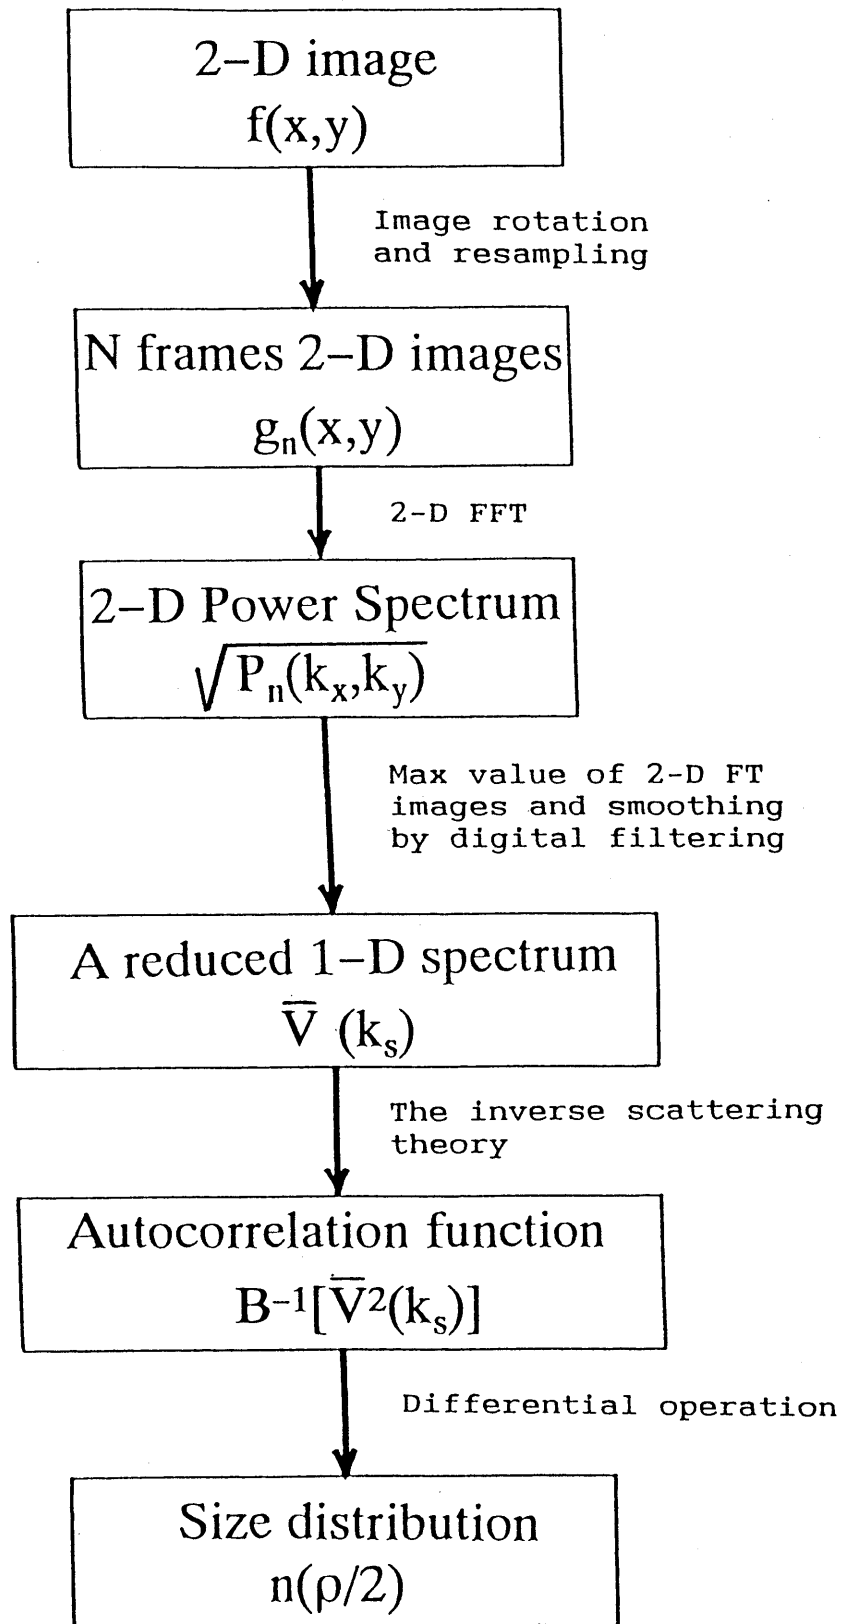 2–D image
f(x,y)
Image rotation
and resampling
N frames 2–D images
gₙ(x,y)
2-D FFT
2–D Power Spectrum
√Pₙ(kₓ,k_y)
Max value of 2-D FT
images and smoothing
by digital filtering
A reduced 1–D spectrum
V̅ (kₛ)
The inverse scattering
theory
Autocorrelation function
B⁻¹[V̅²(kₛ)]
Differential operation
Size distribution
n(ρ/2)